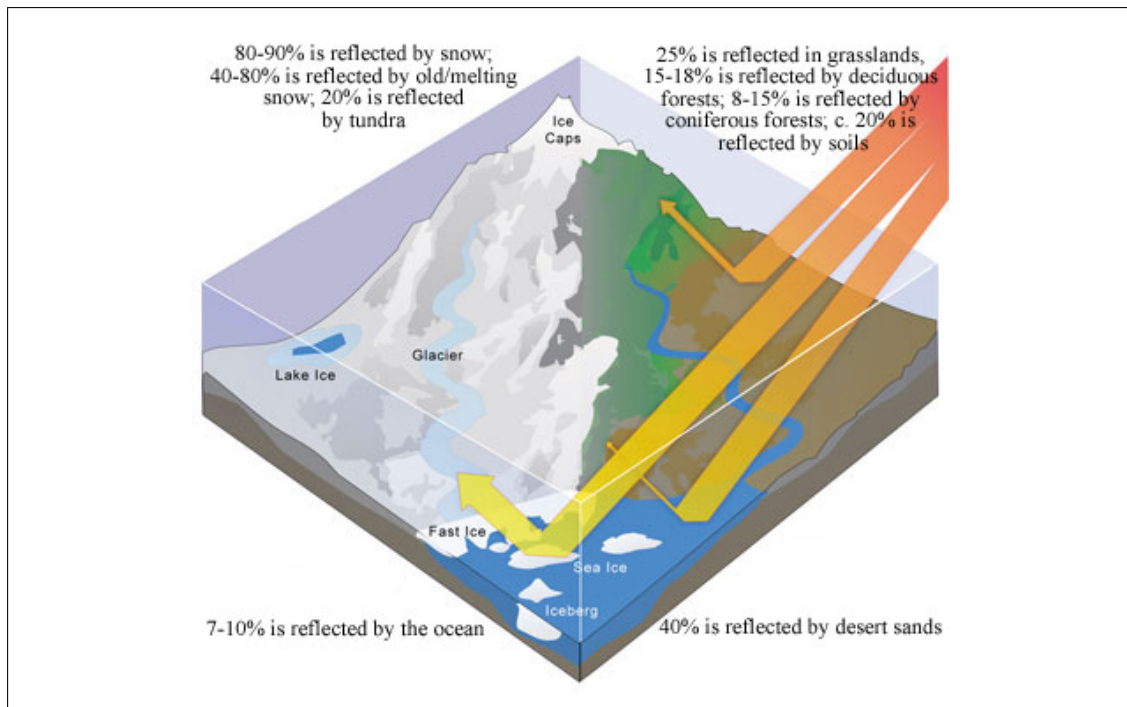 80-90% is reflected by snow;
40-80% is reflected by old/melting
snow; 20% is reflected
by tundra
25% is reflected in grasslands,
15-18% is reflected by deciduous
forests; 8-15% is reflected by
coniferous forests; c. 20% is
reflected by soils
Ice
Caps
Glacier
Lake Ice
Fast Ice
Sea Ice
Iceberg
7-10% is reflected by the ocean
40% is reflected by desert sands